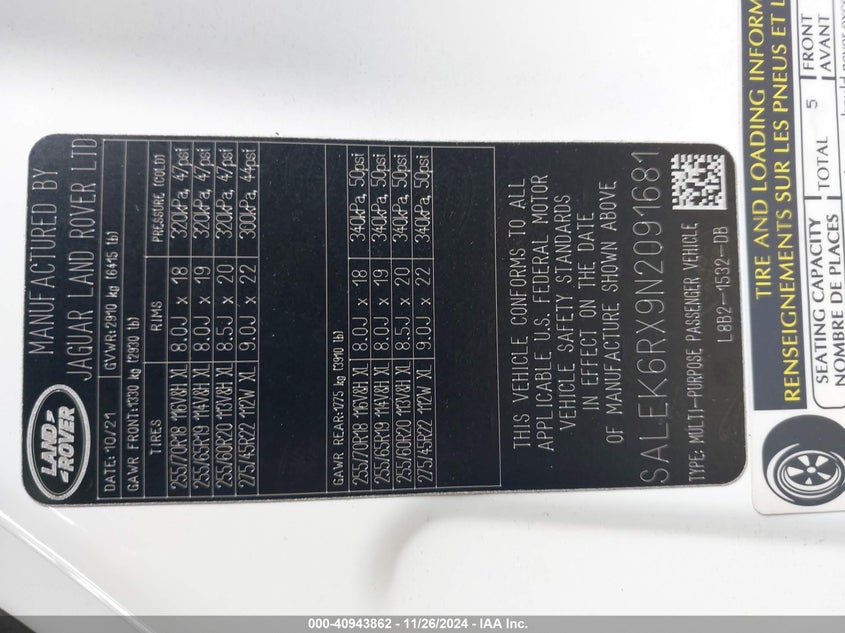 LAND
ROVER
MANUFACTURED BY
JAGUAR LAND ROVER LTD
DATE: 10/21
GVWR: 2910 kg (6415 lb)
GAWR FRONT: 1330 kg (2930 lb)
TIRES RIMS PRESSURE (COLD)
255/70R18 116V&H XL 8.0J x 18 320kPa, 47psi
255/65R19 114V&H XL 8.0J x 19 320kPa, 47psi
255/60R20 113V&H XL 8.5J x 20 320kPa, 47psi
275/45R22 112W XL 9.0J x 22 300kPa, 44psi
GAWR REAR: 1775 kg (3910 lb)
255/70R18 116V&H XL 8.0J x 18 340kPa, 50psi
255/65R19 114V&H XL 8.0J x 19 340kPa, 50psi
255/60R20 113V&H XL 8.5J x 20 340kPa, 50psi
275/45R22 112W XL 9.0J x 22 340kPa, 50psi
THIS VEHICLE CONFORMS TO ALL
APPLICABLE U.S. FEDERAL MOTOR
VEHICLE SAFETY STANDARDS
IN EFFECT ON THE DATE
OF MANUFACTURE SHOWN ABOVE
SALEK6RX9N2091681
TYPE: MULTI-PURPOSE PASSENGER VEHICLE
L8B2-1532-DB
TIRE AND LOADING INFORM
RENSEIGNEMENTS SUR LES PNEUS ET L
SEATING CAPACITY
NOMBRE DE PLACES
TOTAL 5
FRONT
AVANT
000-40943862 - 11/26/2024 - IAA Inc.